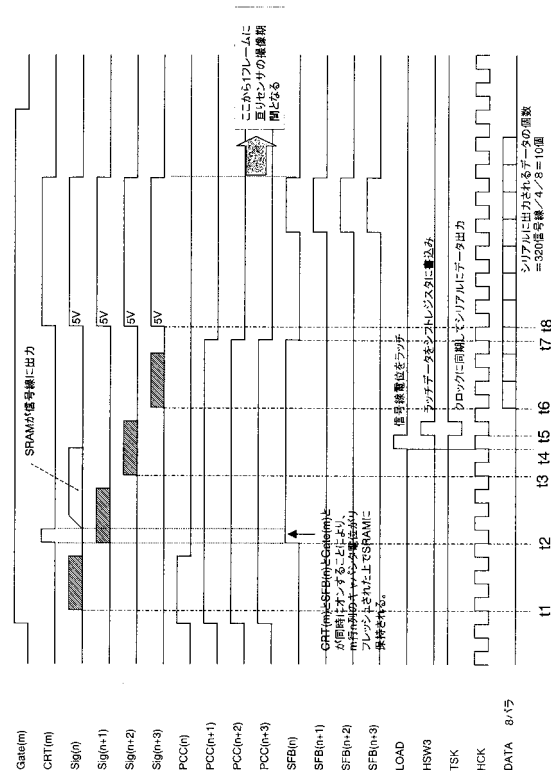 Gate(m)
CRT(m)
Sig(n)
Sig(n+1)
Sig(n+2)
Sig(n+3)
PCC(n)
PCC(n+1)
PCC(n+2)
PCC(n+3)
SFB(n)
SFB(n+1)
SFB(n+2)
SFB(n+3)
LOAD
HSW3
TSK
HCK
DATA 8パラ
SRAMが信号線に出力
5V
5V
5V
5V
ここから1フレームに
亘りセンサの撮像期
間となる
CRT(m)とSFB(n)とGate(m)と
が同時にオンすることにより、
m行n列のキャパシタ電位がリ
フレッシュされた上でSRAMに
保持される。
信号線電位をラッチ
ラッチデータをシフトレジスタに書込み
クロックに同期してシリアルにデータ出力
シリアルに出力されるデータの個数
=320信号線/4/8=10個
t1
t2
t3
t4
t5
t6
t7
t8